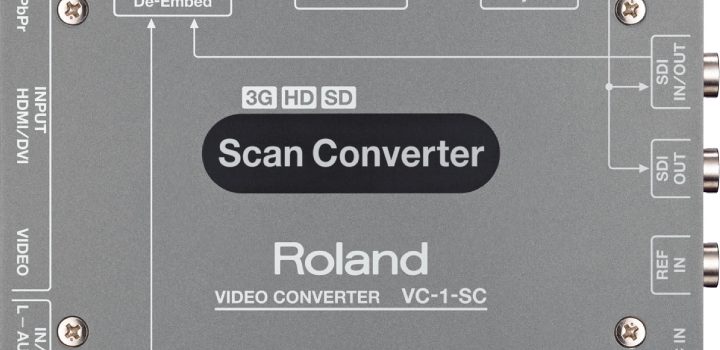 De-Embed
PbPr
INPUT
HDMI/DVI
VIDEO
3G HD SD
Scan Converter
Roland
VIDEO CONVERTER VC-1-SC
SDI
IN/OUT
SDI
OUT
REF
IN
IN/
L – AU
IN